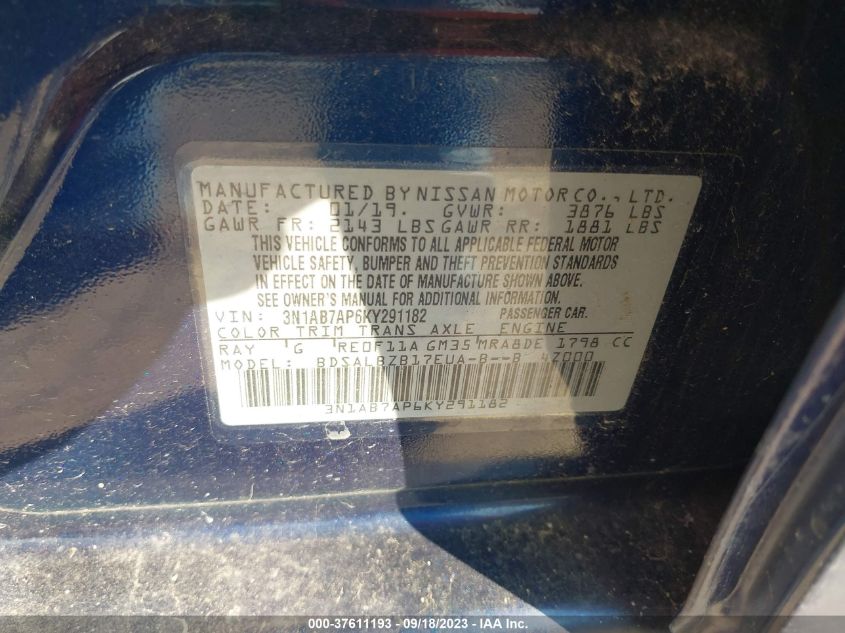 MANUFACTURED BY NISSAN MOTOR CO., LTD.
DATE: 01/19. GVWR: 3876 LBS
GAWR FR: 2143 LBS GAWR RR: 1881 LBS
THIS VEHICLE CONFORMS TO ALL APPLICABLE FEDERAL MOTOR
VEHICLE SAFETY, BUMPER AND THEFT PREVENTION STANDARDS
IN EFFECT ON THE DATE OF MANUFACTURE SHOWN ABOVE.
SEE OWNER'S MANUAL FOR ADDITIONAL INFORMATION.
VIN: 3N1AB7AP6KY291182 PASSENGER CAR.
COLOR TRIM TRANS AXLE ENGINE
RAY G RE0F11A GM35 MRA8DE 1798 CC
MODEL: BDSALBZB17EUA-B--B 4Z000
3N1AB7AP6KY291182
000-37611193 - 09/18/2023 - IAA Inc.